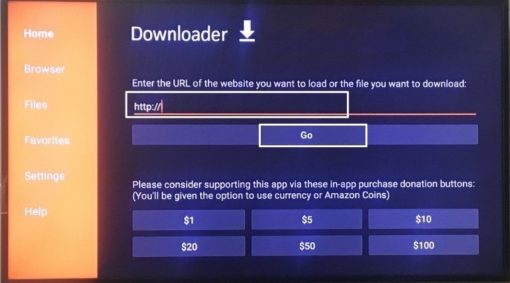 Home
Browser
Files
Favorites
Settings
Help
Downloader
Enter the URL of the website you want to load or the file you want to download:
http://
Go
Please consider supporting this app via these in-app purchase donation buttons:
(You'll be given the option to use currency or Amazon Coins)
$1 $5 $10
$20 $50 $100